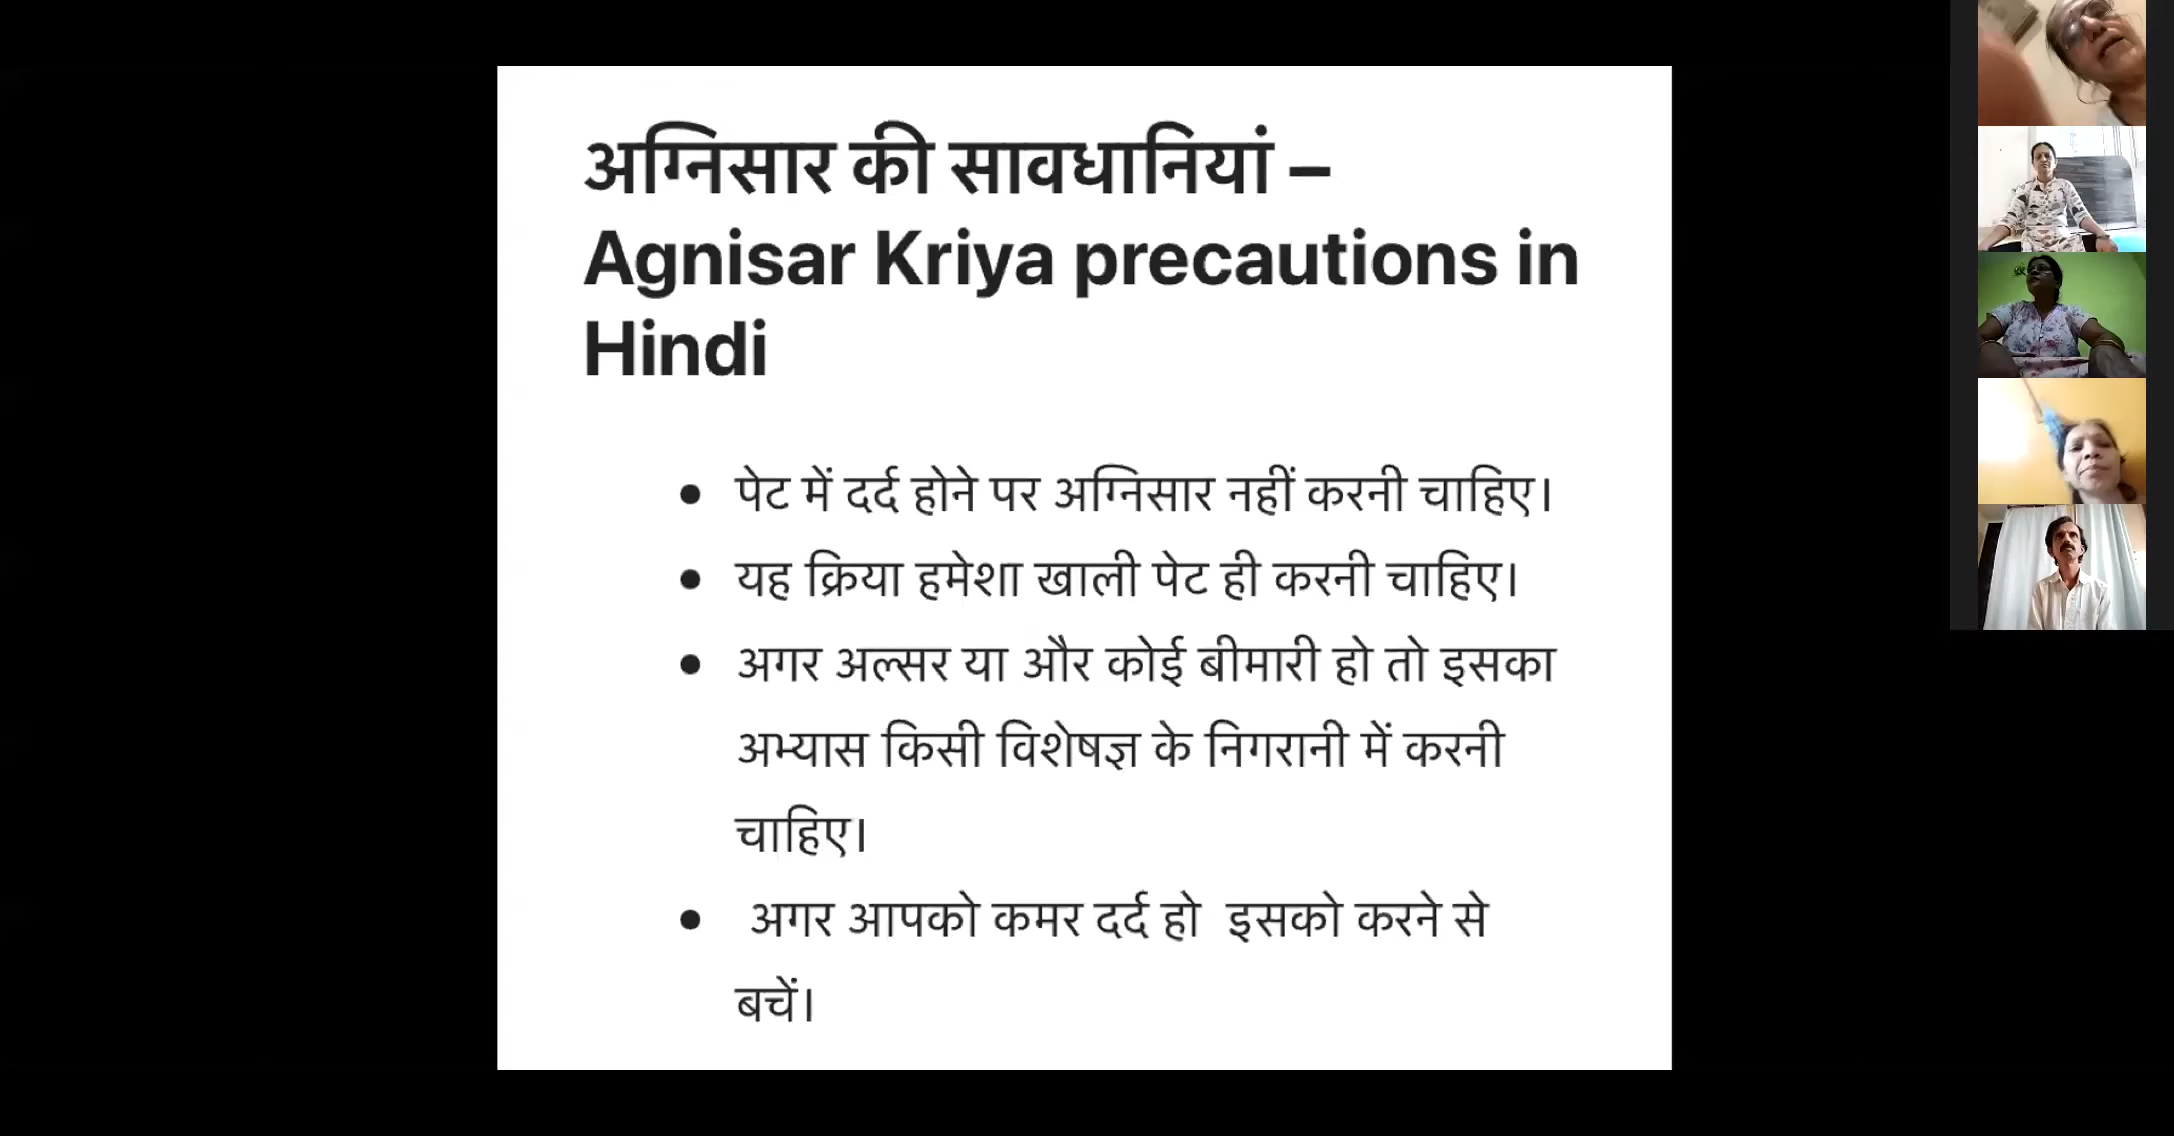 अग्निसार की सावधानियां –
Agnisar Kriya precautions in
Hindi
• पेट में दर्द होने पर अग्निसार नहीं करनी चाहिए।
• यह क्रिया हमेशा खाली पेट ही करनी चाहिए।
• अगर अल्सर या और कोई बीमारी हो तो इसका
अभ्यास किसी विशेषज्ञ के निगरानी में करनी
चाहिए।
• अगर आपको कमर दर्द हो इसको करने से
बचें।